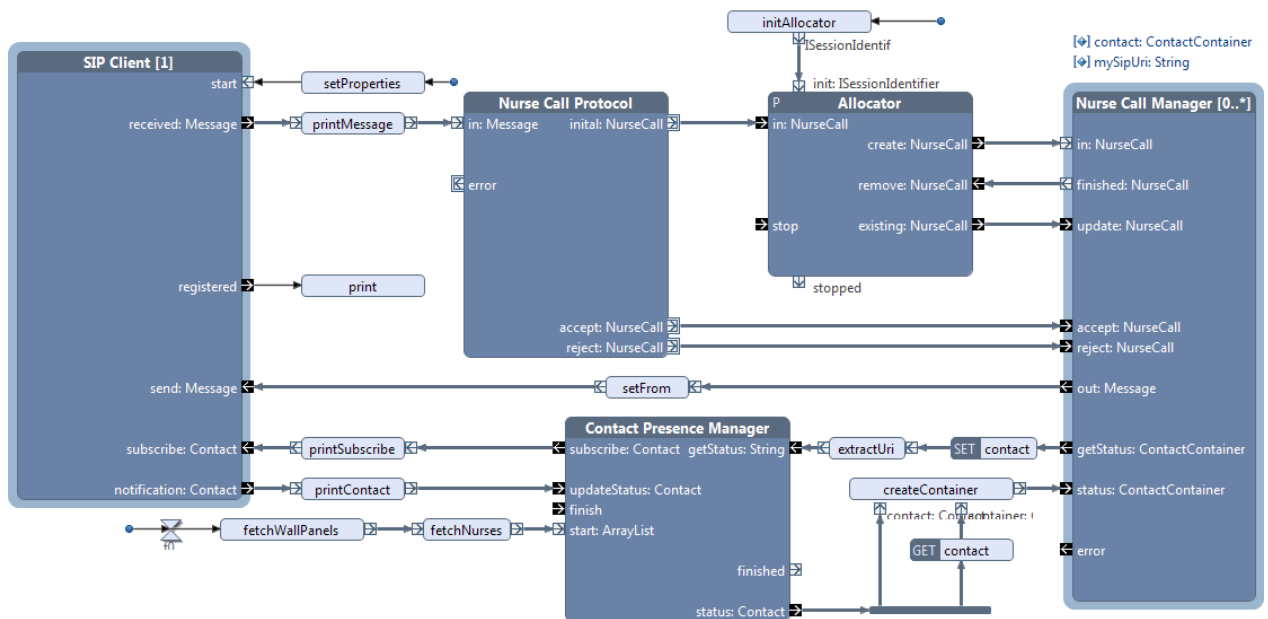 initAllocator
ISessionIdentif
[◈] contact: ContactContainer
[◈] mySipUri: String
SIP Client [1]
start
setProperties
init: ISessionIdentifier
Nurse Call Protocol
P
Allocator
Nurse Call Manager [0..*]
received: Message
printMessage
in: Message
inital: NurseCall
in: NurseCall
create: NurseCall
in: NurseCall
error
remove: NurseCall
finished: NurseCall
stop
existing: NurseCall
update: NurseCall
registered
print
stopped
accept: NurseCall
accept: NurseCall
reject: NurseCall
reject: NurseCall
send: Message
setFrom
out: Message
Contact Presence Manager
subscribe: Contact
printSubscribe
subscribe: Contact
getStatus: String
extractUri
SET contact
getStatus: ContactContainer
notification: Contact
printContact
updateStatus: Contact
createContainer
status: ContactContainer
finish
contact:
fetchWallPanels
fetchNurses
start: ArrayList
t0
GET contact
error
finished
status: Contact